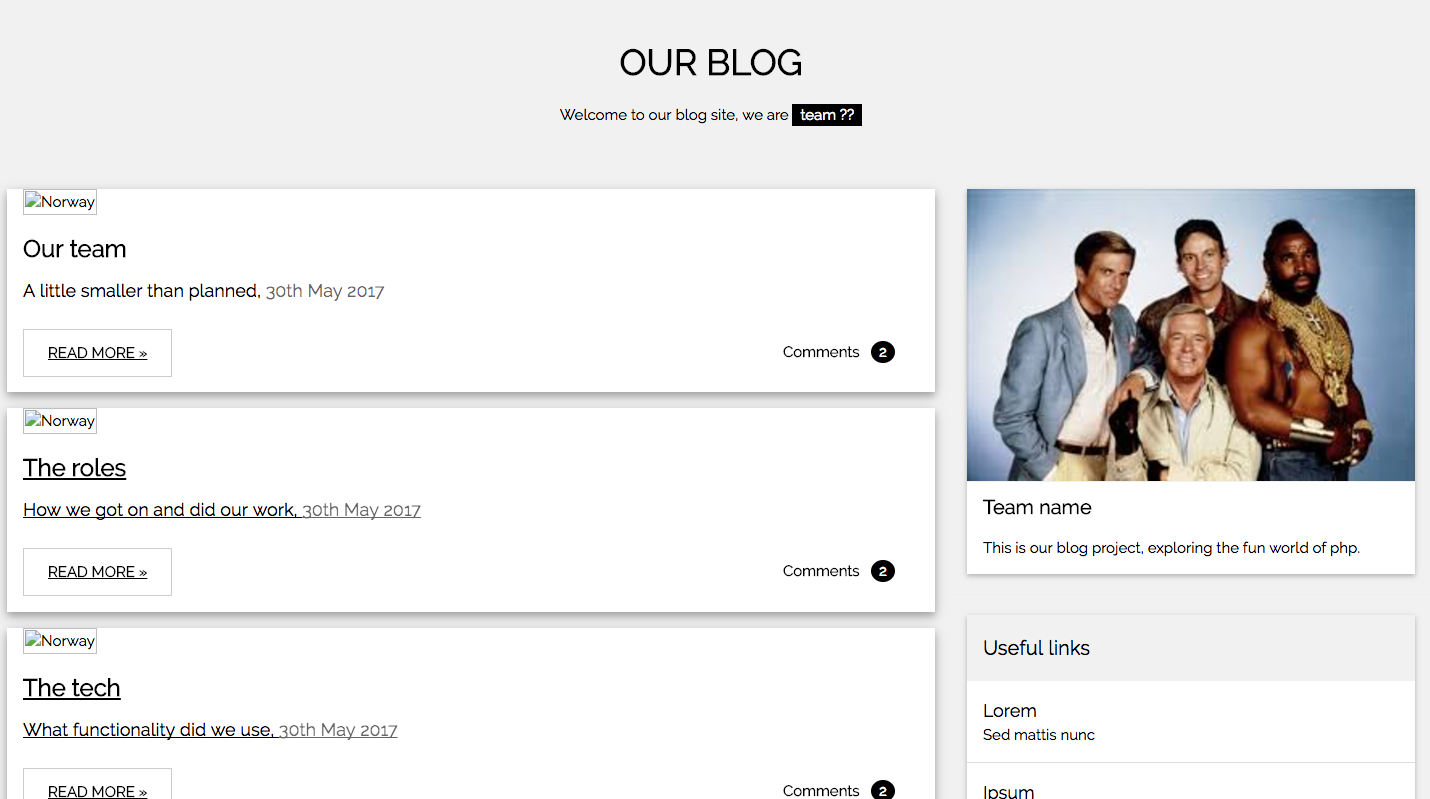 OUR BLOG
Welcome to our blog site, we are team ??
Norway
Our team
A little smaller than planned, 30th May 2017
READ MORE »
Comments 2
Norway
The roles
How we got on and did our work, 30th May 2017
READ MORE »
Comments 2
Norway
The tech
What functionality did we use, 30th May 2017
READ MORE »
Comments 2
Team name
This is our blog project, exploring the fun world of php.
Useful links
Lorem
Sed mattis nunc
Ipsum